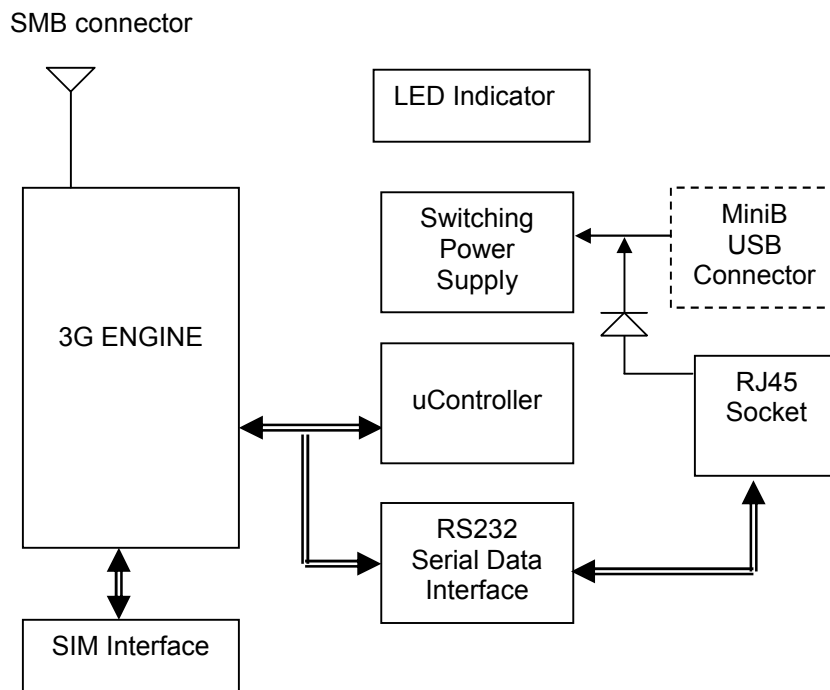 SMB connector
LED Indicator
Switching
Power
Supply
MiniB
USB
Connector
3G ENGINE
uController
RJ45
Socket
RS232
Serial Data
Interface
SIM Interface